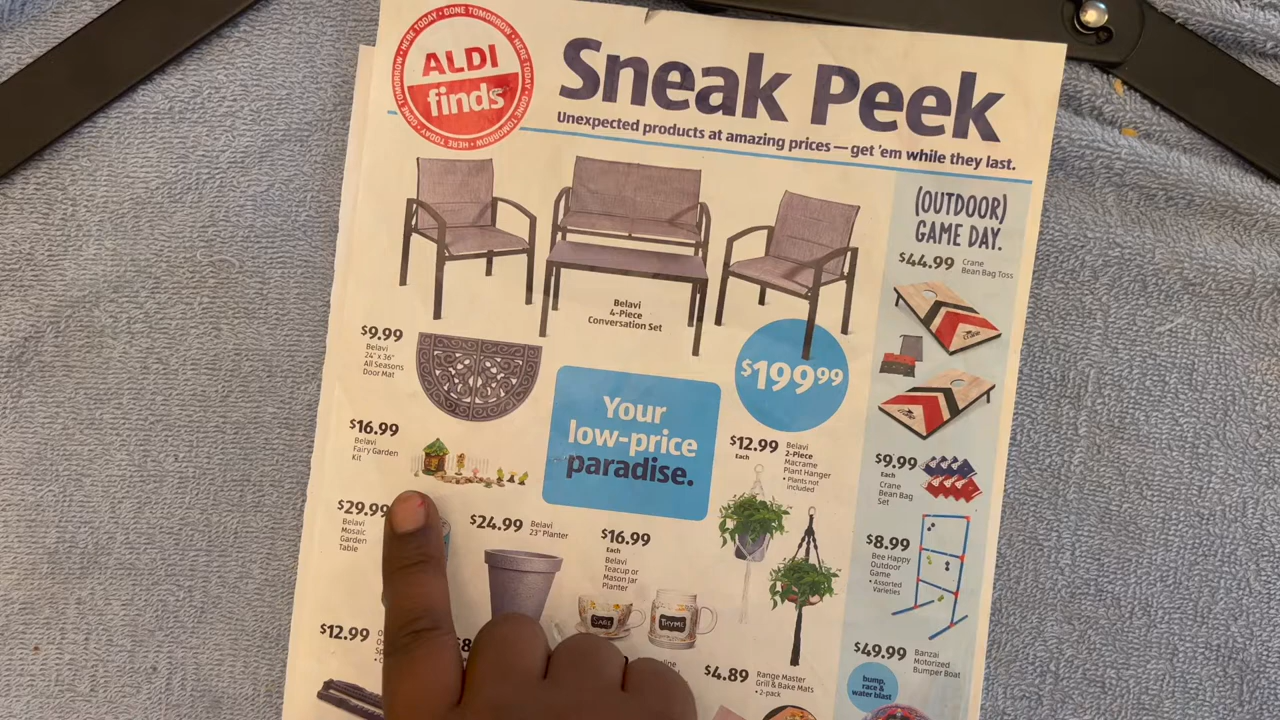 HERE TODAY • GONE TOMORROW • HERE TODAY • GONE TOMORROW • HERE TODAY • GONE TOMORROW •
ALDI
finds
Sneak Peek
Unexpected products at amazing prices — get 'em while they last.
Belavi
4-Piece
Conversation Set
$199.99
$9.99
Belavi
24" x 36"
All Seasons
Door Mat
$16.99
Belavi
Fairy Garden
Kit
Your
low-price
paradise.
$12.99
Each
Belavi
2-Piece
Macrame
Plant Hanger
• Plants not
included
$29.99
Belavi
Mosaic
Garden
Table
$24.99
Belavi
23" Planter
$16.99
Each
Belavi
Teacup or
Mason Jar
Planter
SAGE
THYME
$12.99
$4.89
Range Master
Grill & Bake Mats
• 2-pack
(OUTDOOR)
GAME DAY.
$44.99
Crane
Bean Bag Toss
$9.99
Each
Crane
Bean Bag
Set
$8.99
Bee Happy
Outdoor
Game
• Assorted
Varieties
$49.99
Banzai
Motorized
Bumper Boat
bump,
race &
water blast